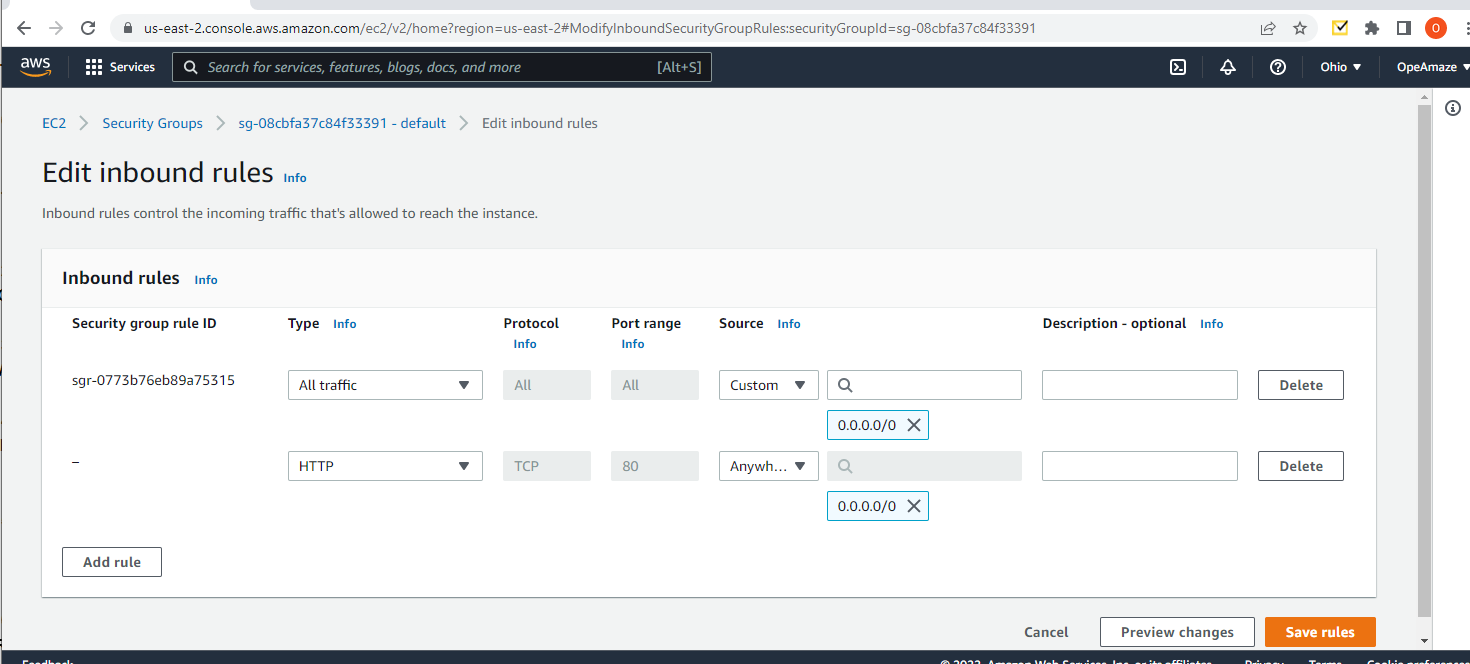 us-east-2.console.aws.amazon.com/ec2/v2/home?region=us-east-2#ModifyInboundSecurityGroupRules:securityGroupId=sg-08cbfa37c84f33391
O
aws Services Search for services, features, blogs, docs, and more [Alt+S] Ohio OpeAmaze
EC2 Security Groups sg-08cbfa37c84f33391 - default Edit inbound rules
Edit inbound rules Info
Inbound rules control the incoming traffic that's allowed to reach the instance.
Inbound rules Info
Security group rule ID Type Info Protocol Port range Source Info Description - optional Info
Info Info
sgr-0773b76eb89a75315 All traffic All All Custom Delete
0.0.0.0/0
– HTTP TCP 80 Anywh... Delete
0.0.0.0/0
Add rule
Cancel Preview changes Save rules
Feedback © 2022, Amazon Web Services, Inc. or its affiliates. Privacy Terms Cookie preferences